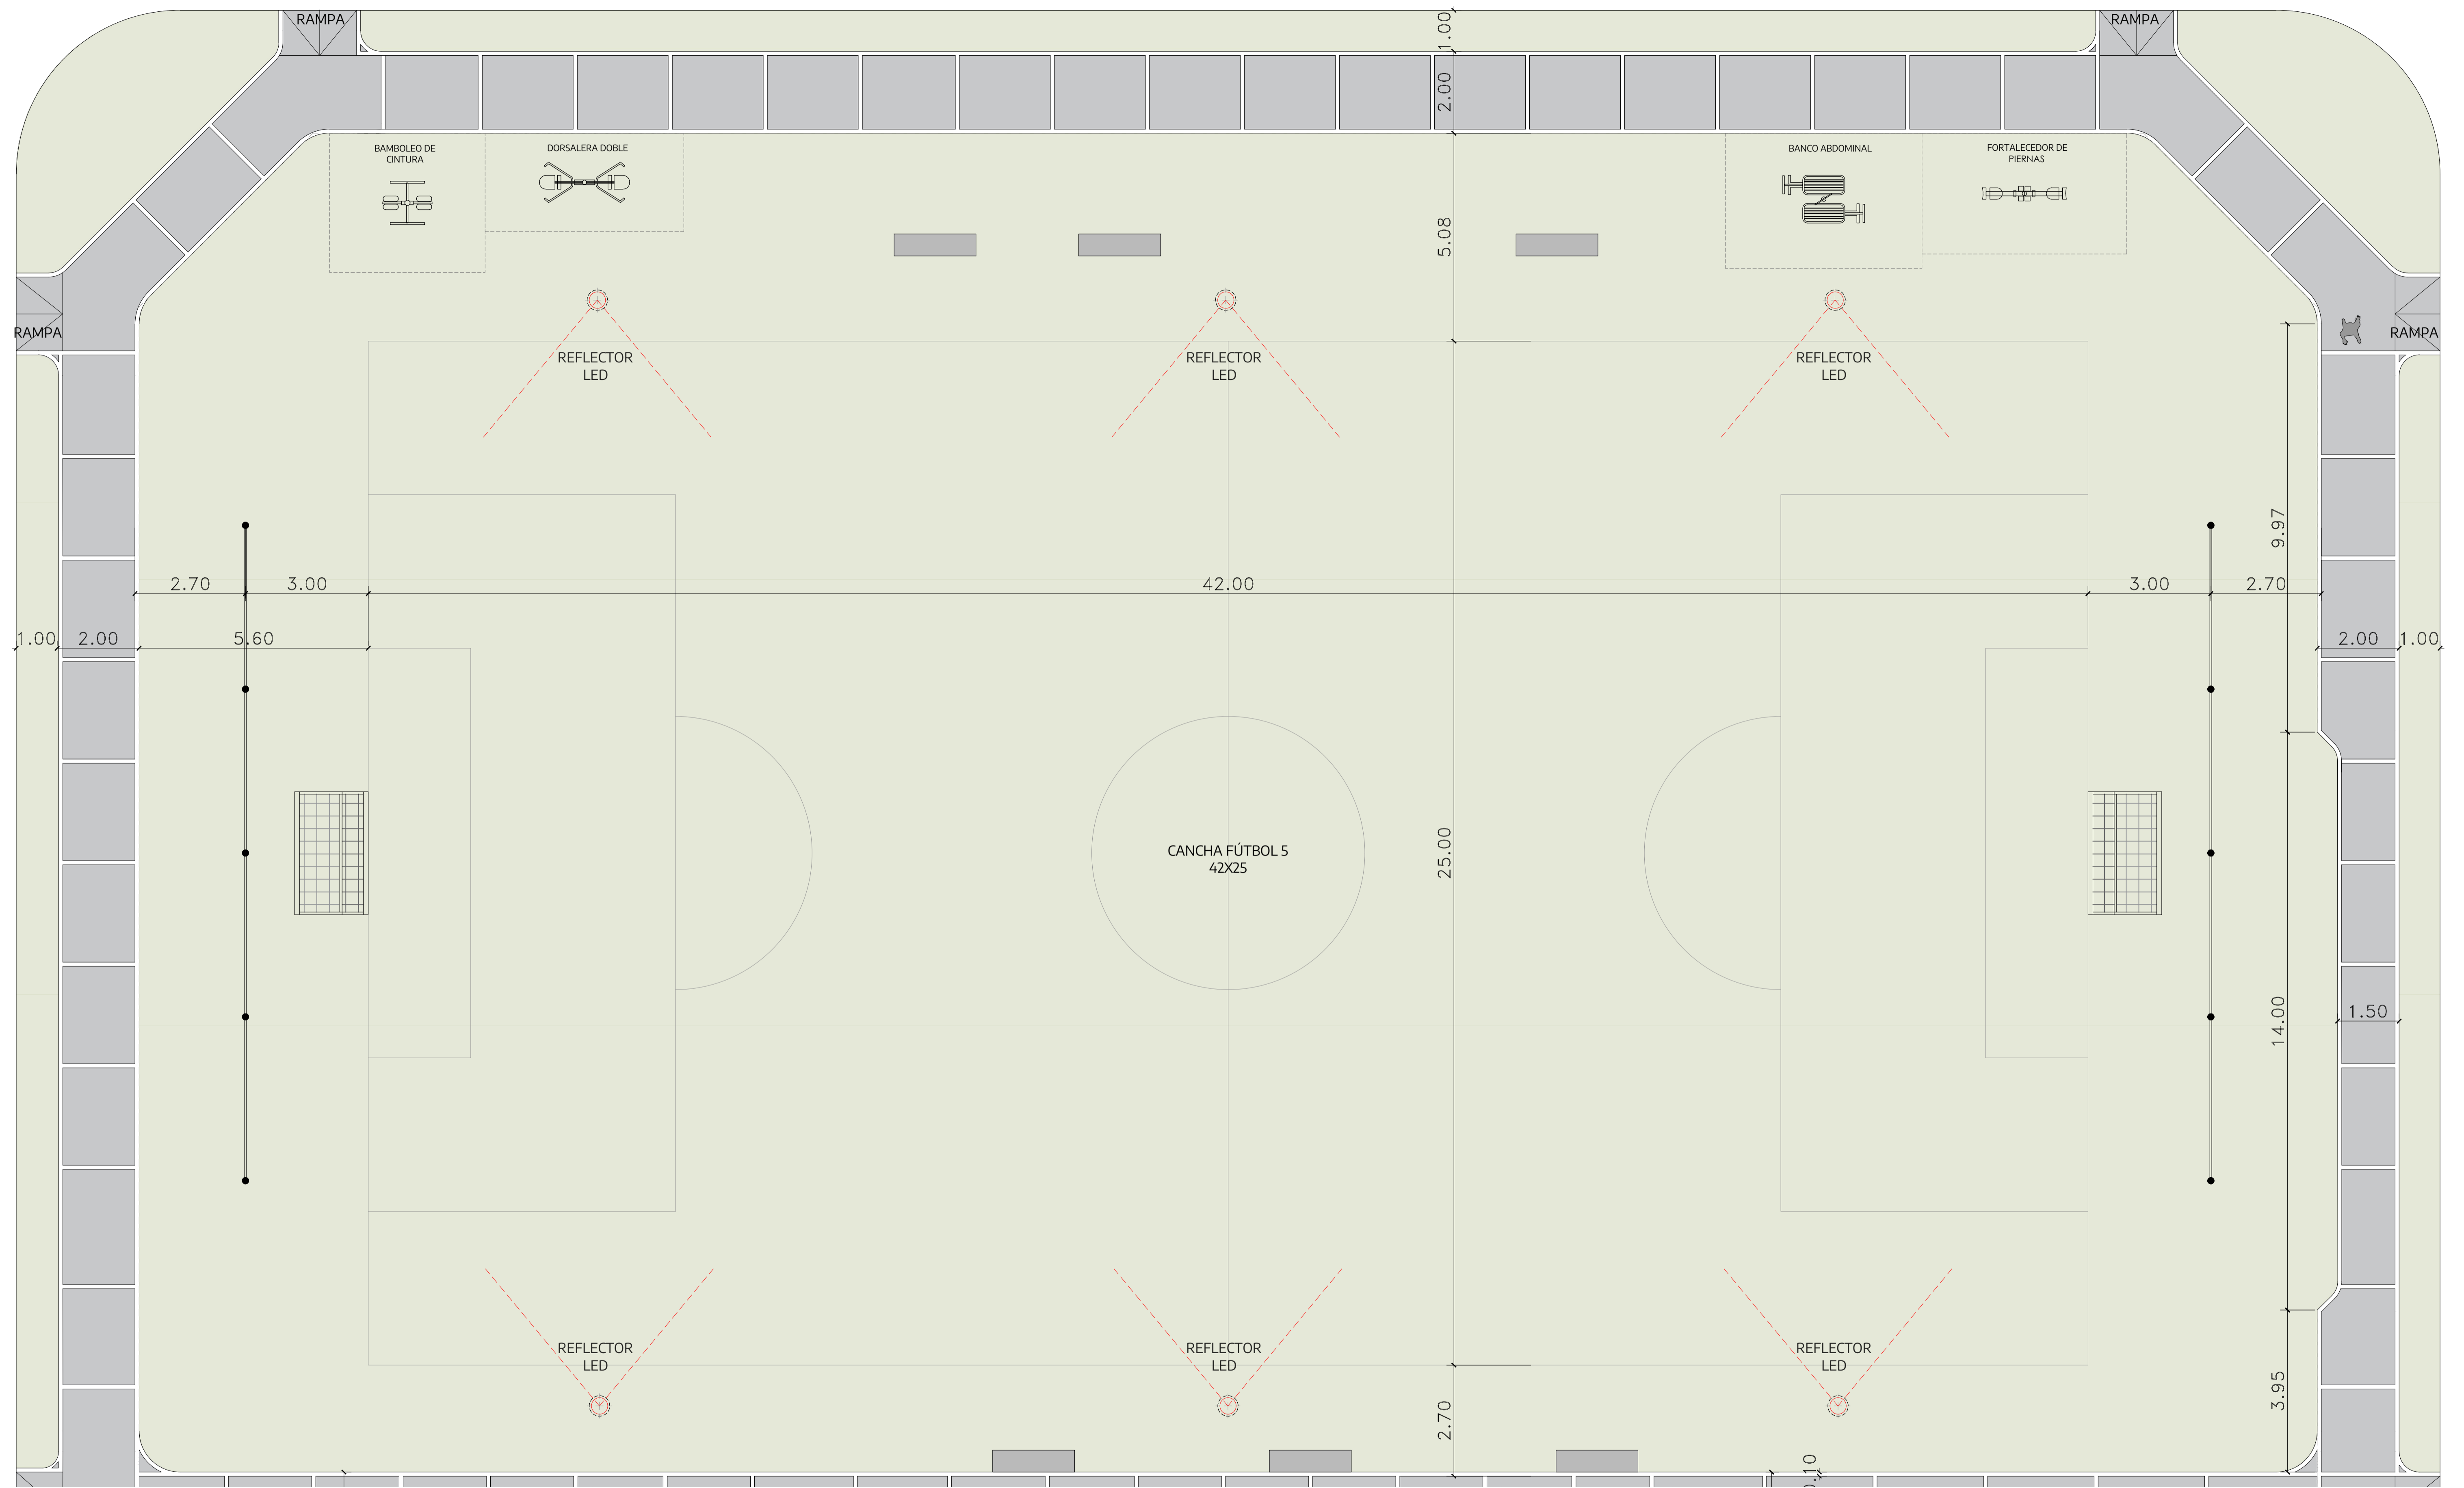 RAMPA
RAMPA
1.00
2.00
BAMBOLEO DE
CINTURA
DORSALERA DOBLE
BANCO ABDOMINAL
FORTALECEDOR DE
PIERNAS
5.08
RAMPA
RAMPA
REFLECTOR
LED
REFLECTOR
LED
REFLECTOR
LED
9.97
2.70
3.00
42.00
3.00
2.70
1.00
2.00
5.60
2.00
1.00
CANCHA FÚTBOL 5
42X25
25.00
14.00
1.50
REFLECTOR
LED
REFLECTOR
LED
REFLECTOR
LED
2.70
3.95
0.10